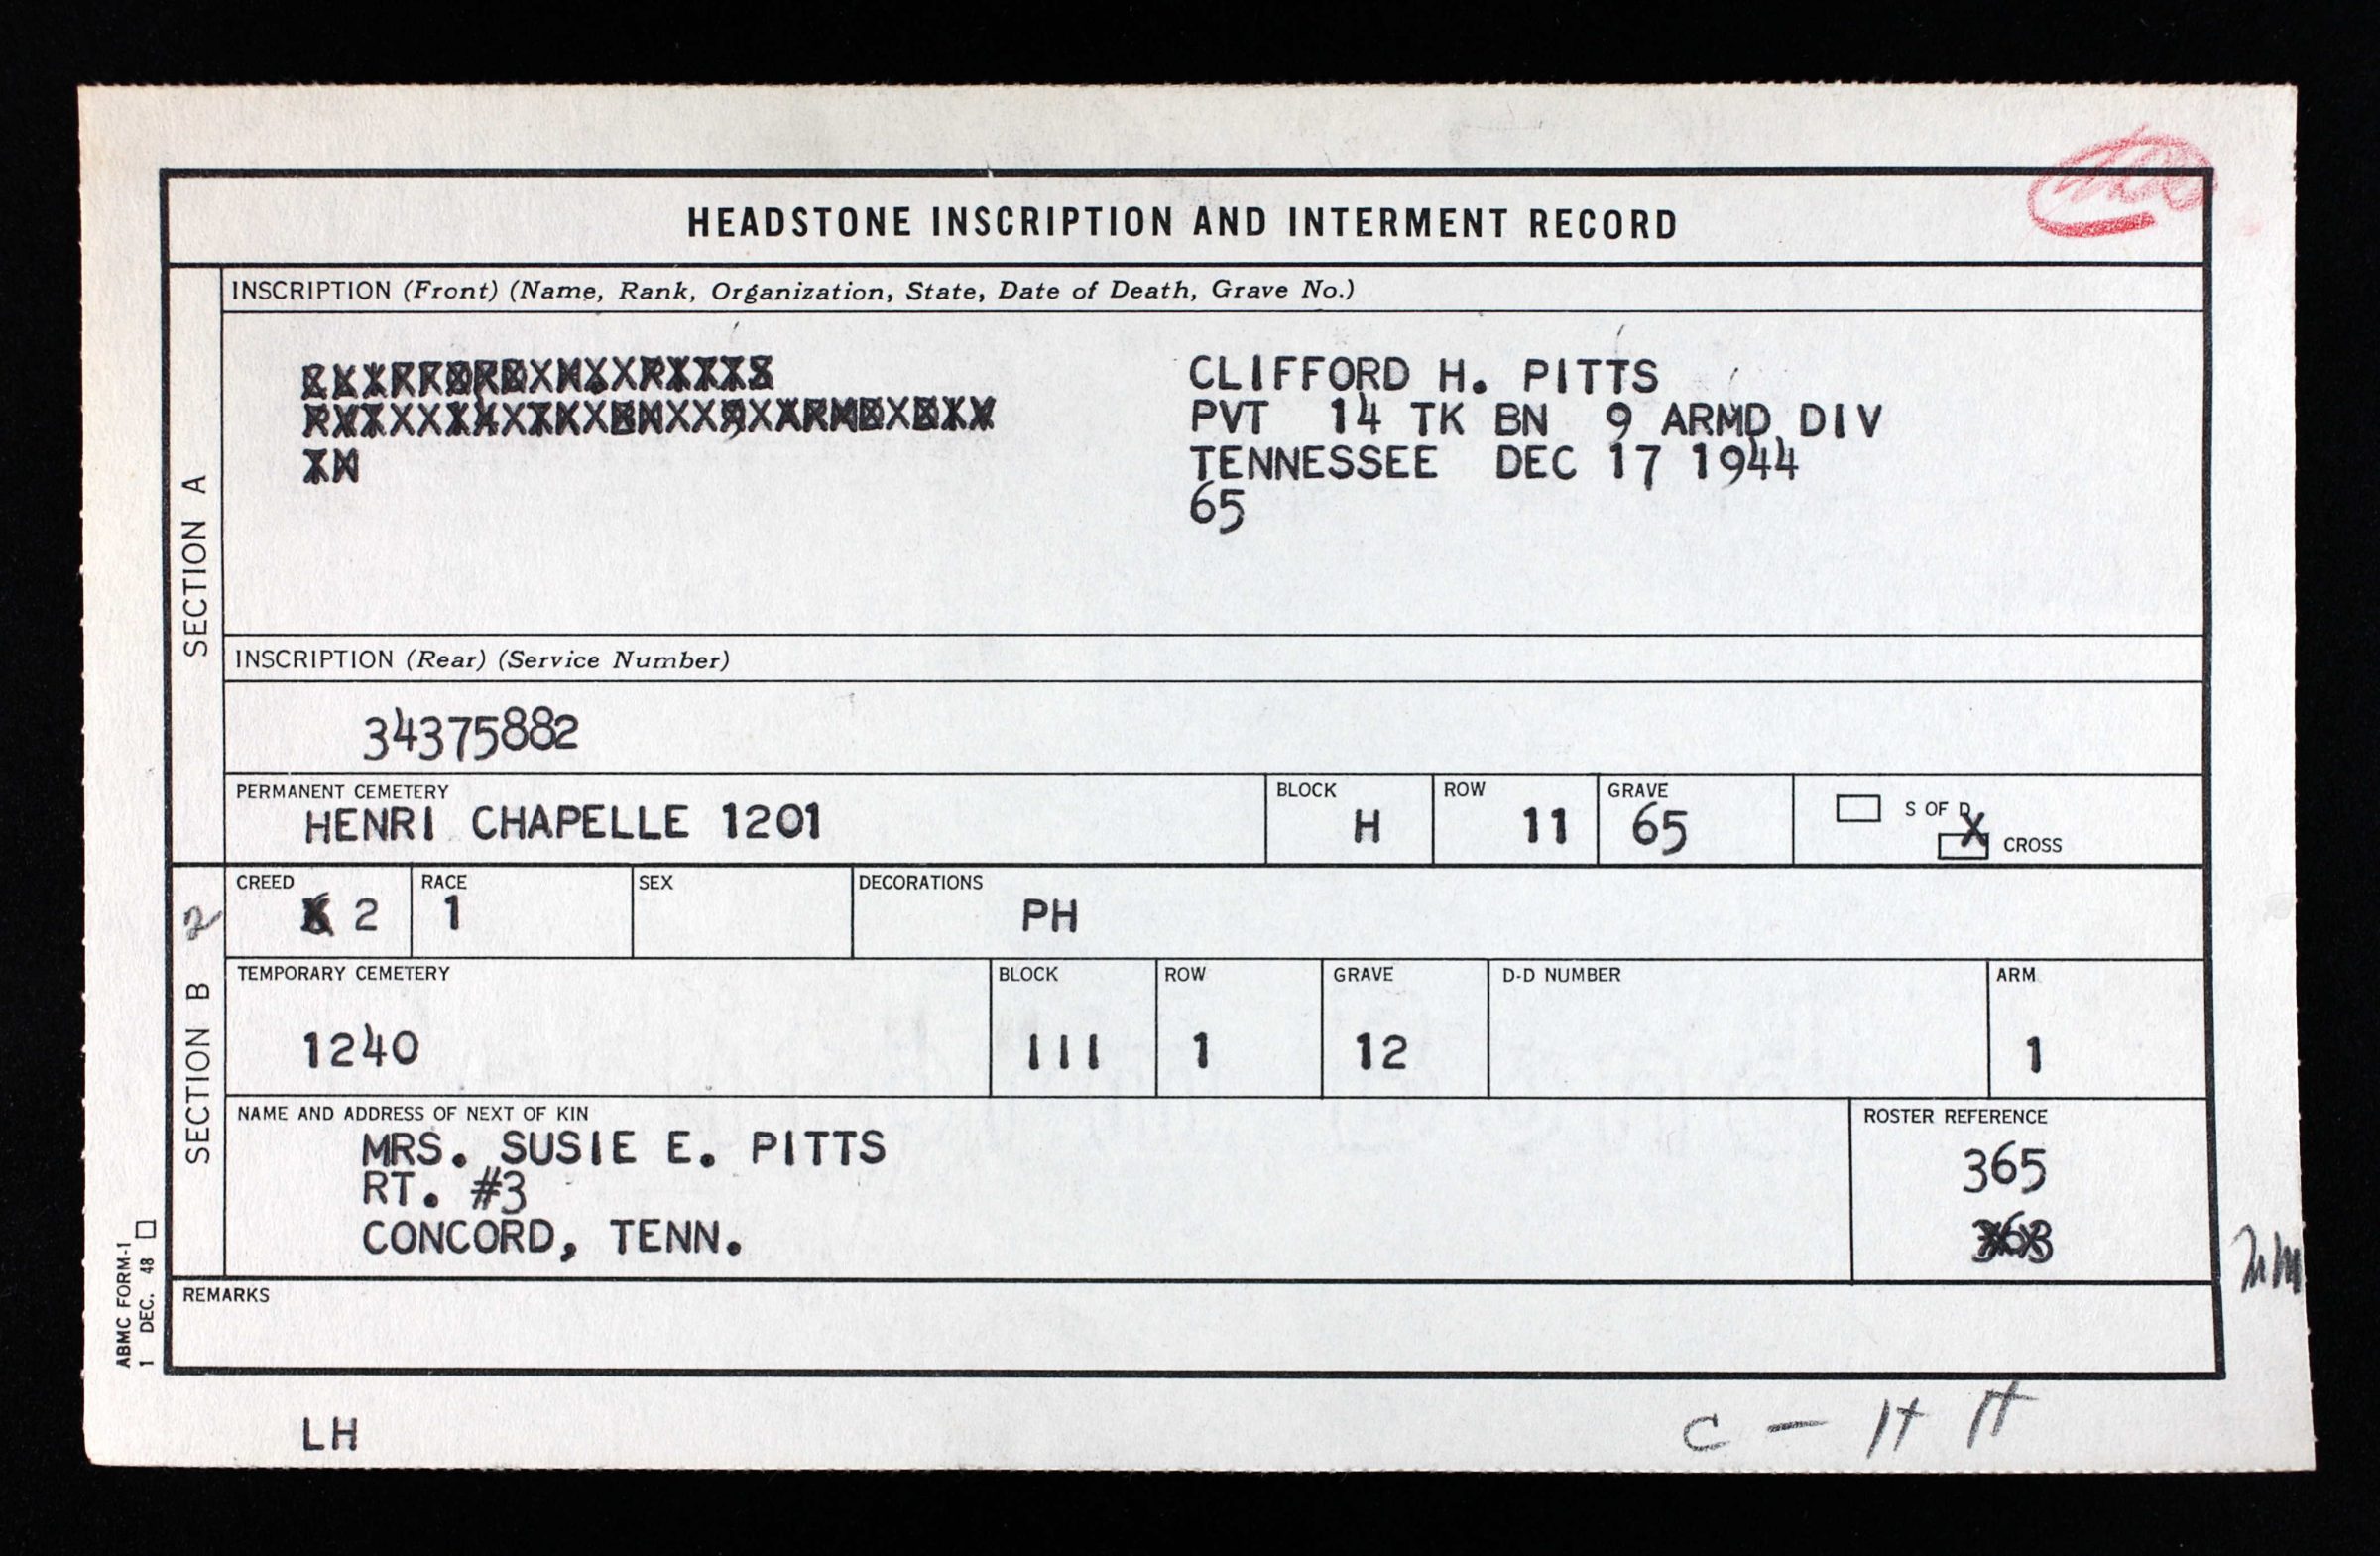 HEADSTONE INSCRIPTION AND INTERMENT RECORD
SECTION A
INSCRIPTION (Front) (Name, Rank, Organization, State, Date of Death, Grave No.)
CLIFFORD H. PITTS
PVT 14 TK BN 9 ARMD DIV
TENNESSEE DEC 17 1944
65
INSCRIPTION (Rear) (Service Number)
34375882
PERMANENT CEMETERY
HENRI CHAPELLE 1201
BLOCK
H
ROW
11
GRAVE
65
S OF D
X
CROSS
SECTION B
2
CREED
2
RACE
1
SEX
DECORATIONS
PH
TEMPORARY CEMETERY
1240
BLOCK
III
ROW
1
GRAVE
12
D-D NUMBER
ARM
1
NAME AND ADDRESS OF NEXT OF KIN
MRS. SUSIE E. PITTS
RT. #3
CONCORD, TENN.
ROSTER REFERENCE
365
REMARKS
ABMC FORM-1
1 DEC. 48
LH
C - H H